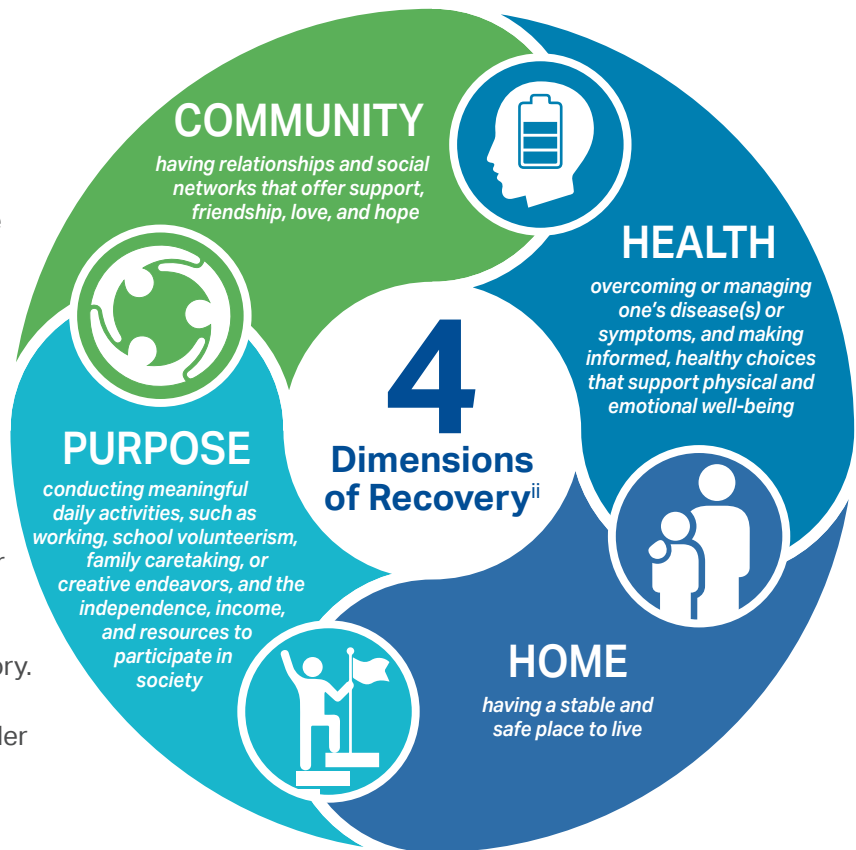 COMMUNITY
having relationships and social
networks that offer support,
friendship, love, and hope
HEALTH
overcoming or managing
one's disease(s) or
symptoms, and making
informed, healthy choices
that support physical and
emotional well-being
4
Dimensions
of Recoveryii
PURPOSE
conducting meaningful
daily activities, such as
working, school volunteerism,
family caretaking, or
creative endeavors, and the
independence, income,
and resources to
participate in
society
HOME
having a stable and
safe place to live